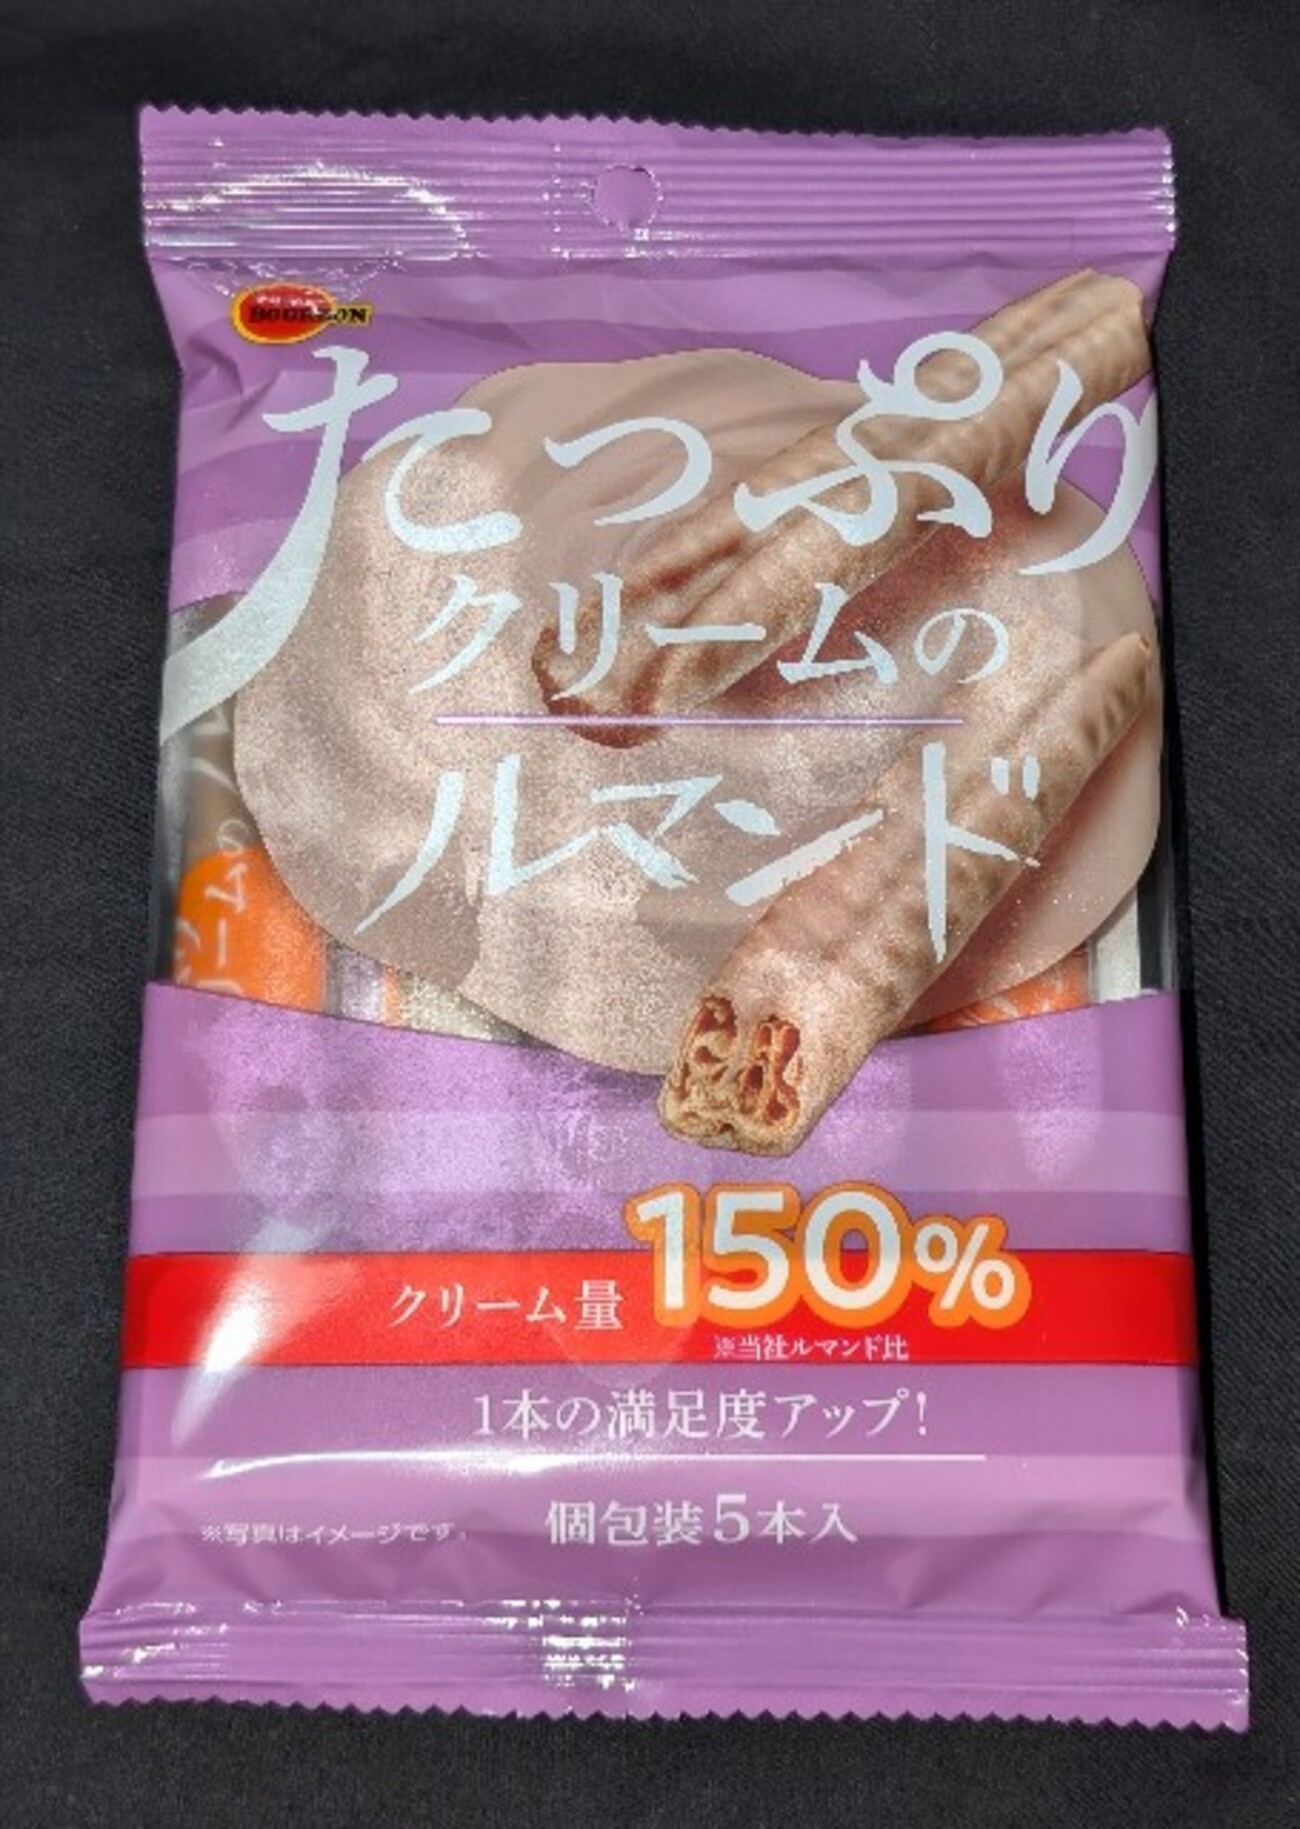 BOURBON
たっぷり
クリームの
ルマンド
クリーム量 150%
※当社ルマンド比
1本の満足度アップ!
※写真はイメージです。 個包装5本入